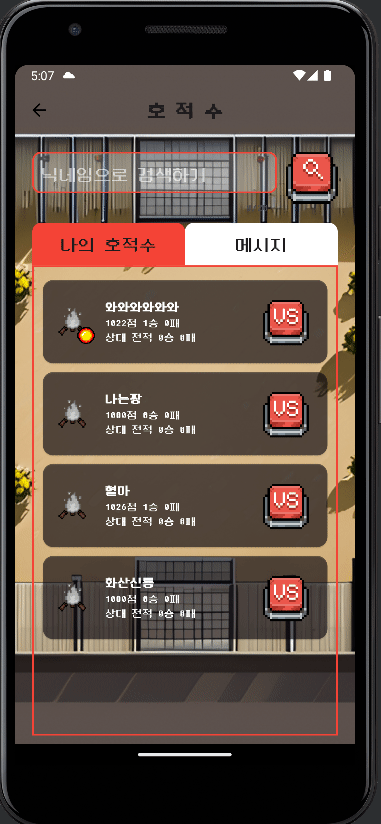 5:07
호적수
닉네임으로 검색하기
나의 호적수
메시지
와와와와와와
1022점 1승 0패
상대 전적 0승 0패
VS
나는장
1000점 0승 0패
상대 전적 0승 0패
VS
혈마
1026점 1승 0패
상대 전적 0승 0패
VS
화산신룡
1000점 0승 0패
상대 전적 0승 0패
VS